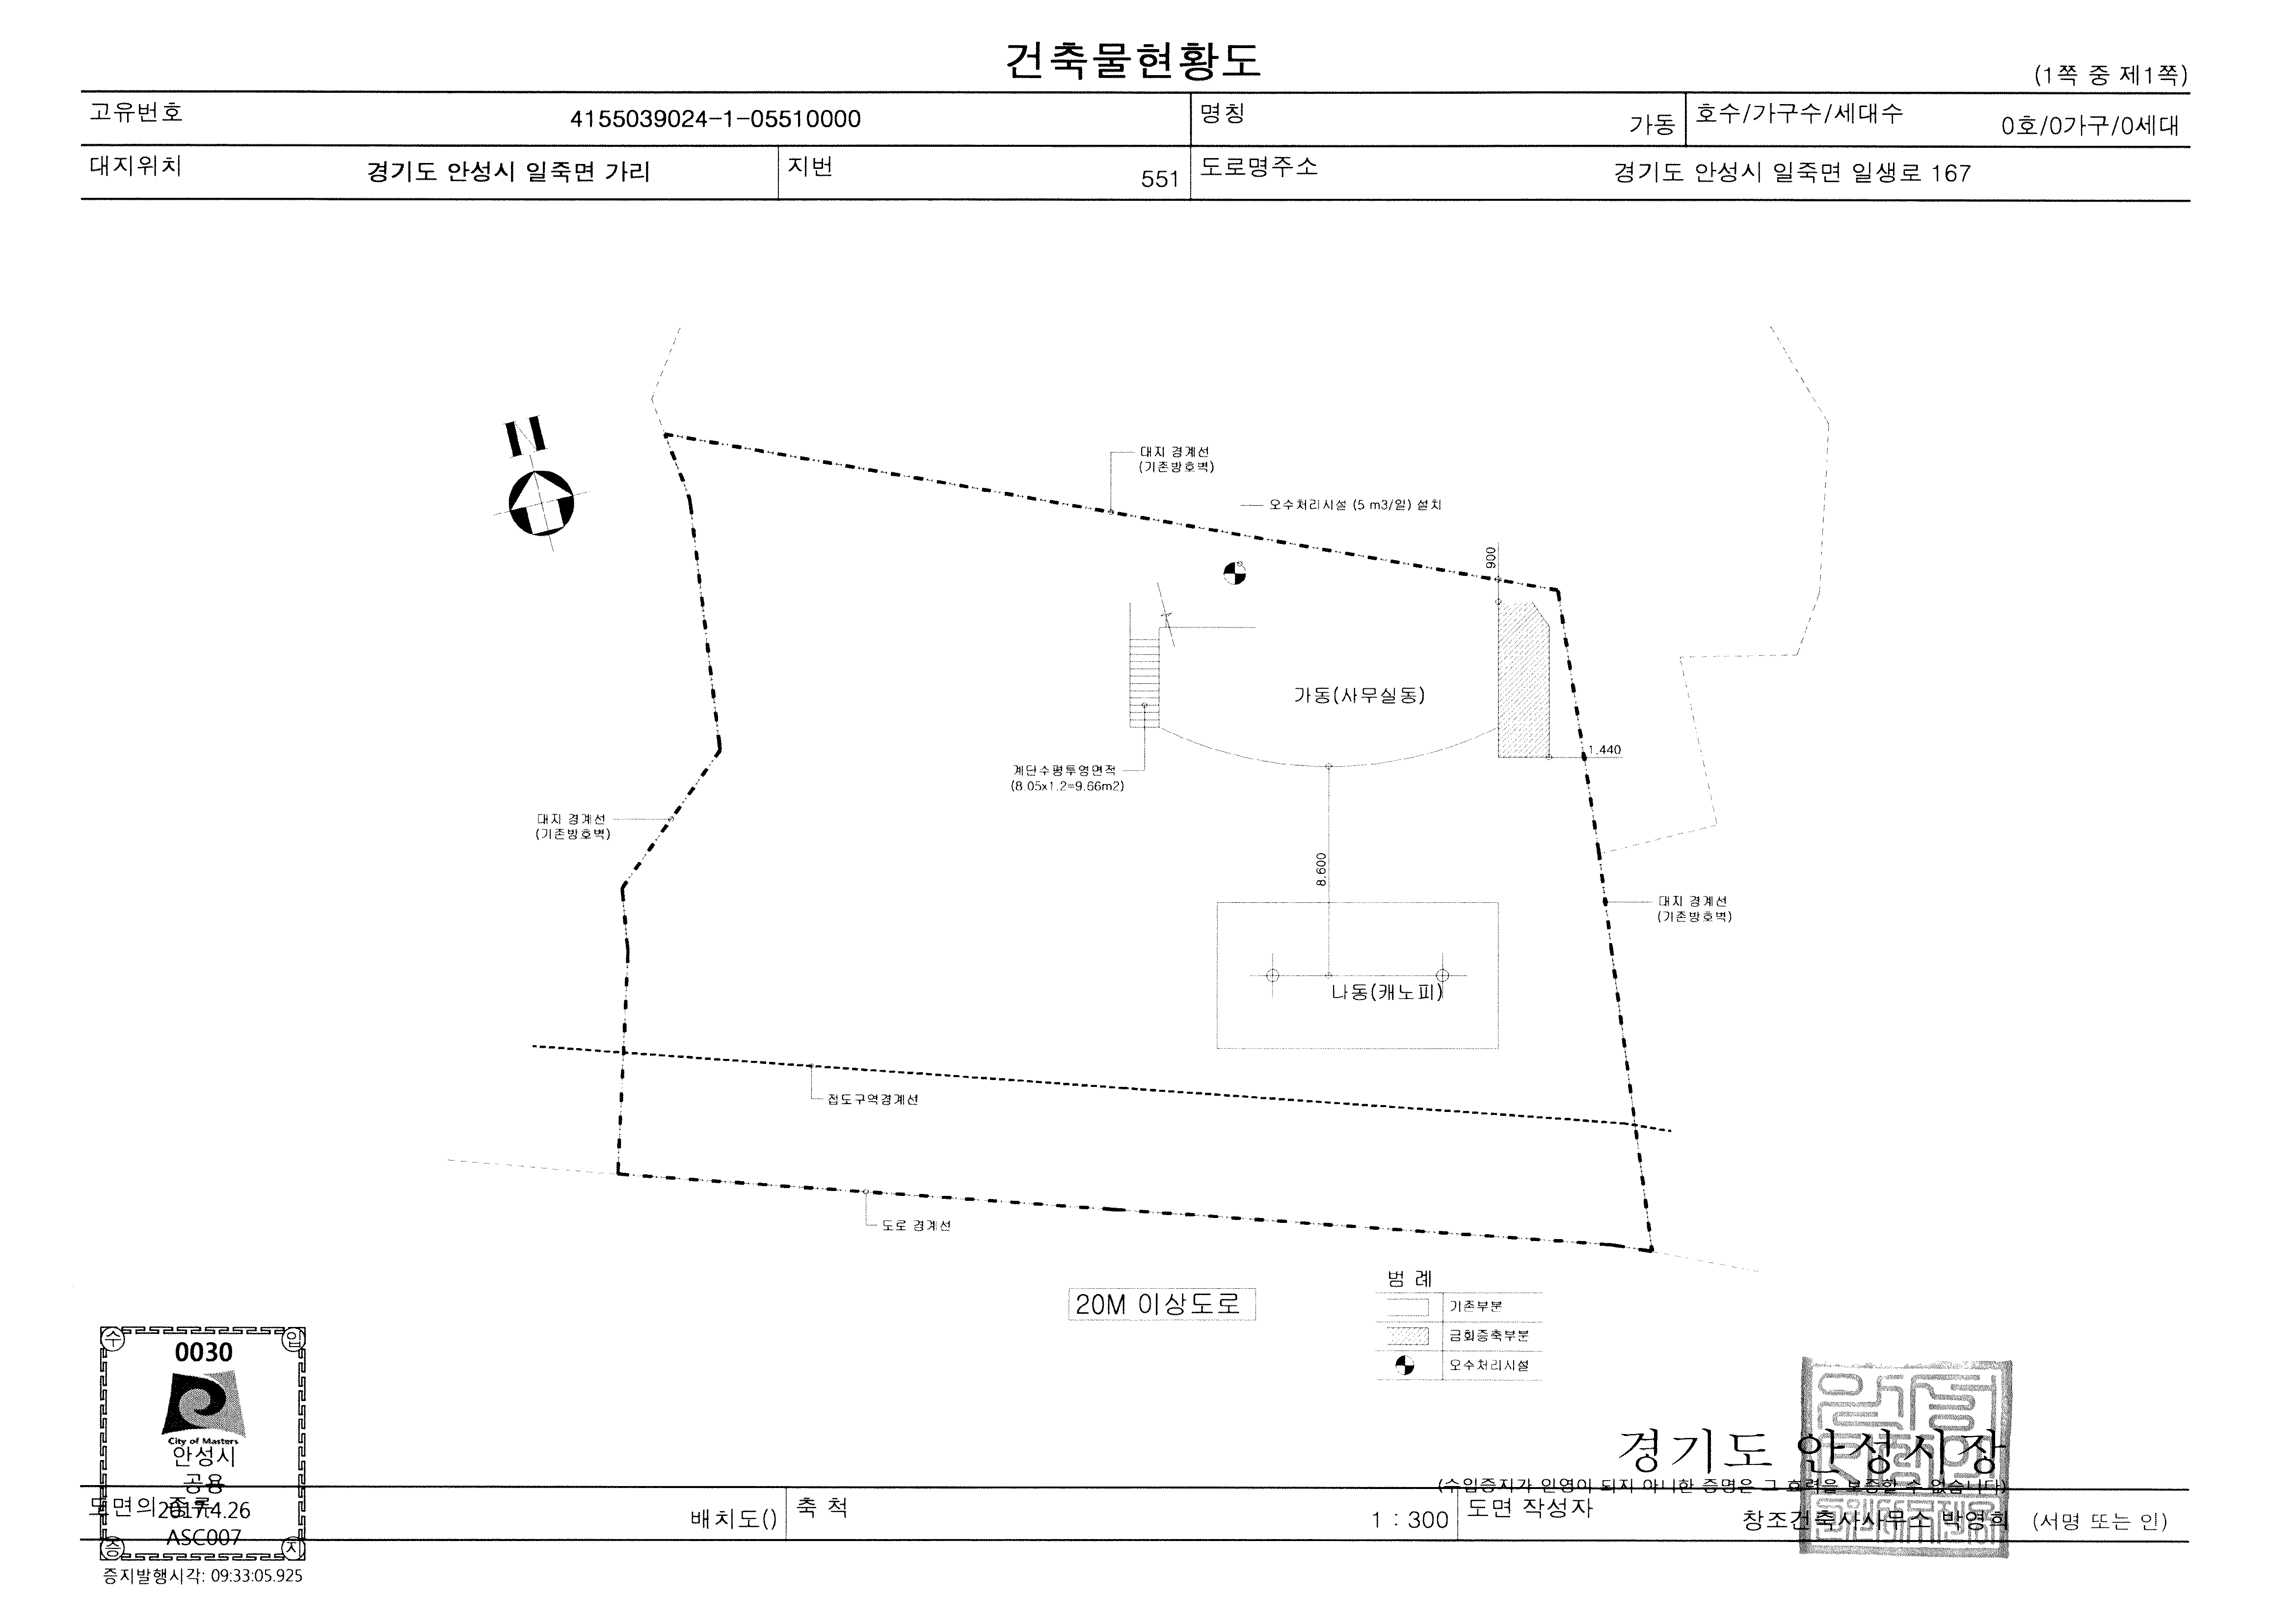 건축물현황도
(1쪽 중 제1쪽)
고유번호 4155039024-1-05510000 명칭 가동 호수/가구수/세대수 0호/0가구/0세대
대지위치 경기도 안성시 일죽면 가리 지번 551 도로명주소 경기도 안성시 일죽면 일생로 167
N
대지 경계선
(기존방호벽)
오수처리시설 (5 m3/일) 설치
900
가동(사무실동)
1,440
계단수평투영면적
(8.05x1.2=9.66m2)
대지 경계선
(기존방호벽)
8,600
대지 경계선
(기존방호벽)
나동(캐노피)
접도구역경계선
도로 경계선
20M 이상도로
범 례
기존부분
금회증축부분
오수처리시설
수 입
0030
City of Masters
안성시
공용
2017.4.26
ASC007
증 지
증지발행시각: 09:33:05.925
경기도 안성시장
(수입증지가 인영이 되지 아니한 증명은 그 효력을 보증할 수 없습니다)
도면의 종류 배치도() 축 척 1 : 300 도면 작성자 창조건축사사무소 박영희 (서명 또는 인)